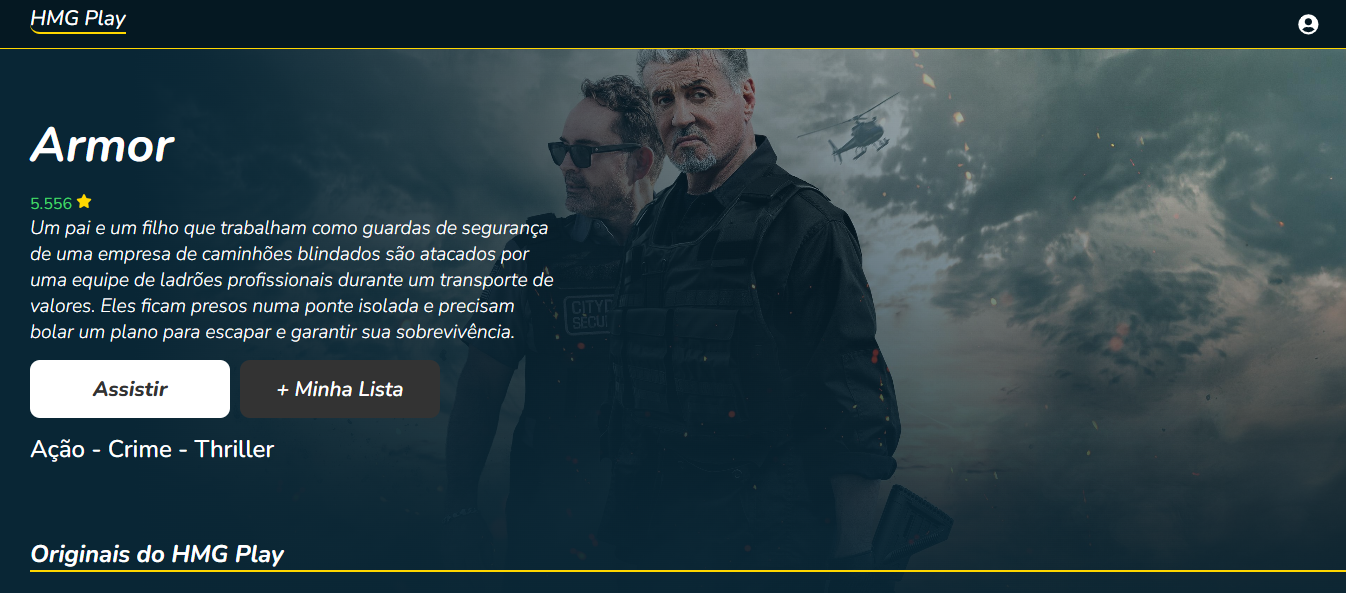 HMG Play
Armor
5.556
Um pai e um filho que trabalham como guardas de segurança
de uma empresa de caminhões blindados são atacados por
uma equipe de ladrões profissionais durante um transporte de
valores. Eles ficam presos numa ponte isolada e precisam
bolar um plano para escapar e garantir sua sobrevivência.
Assistir
+ Minha Lista
Ação - Crime - Thriller
Originais do HMG Play